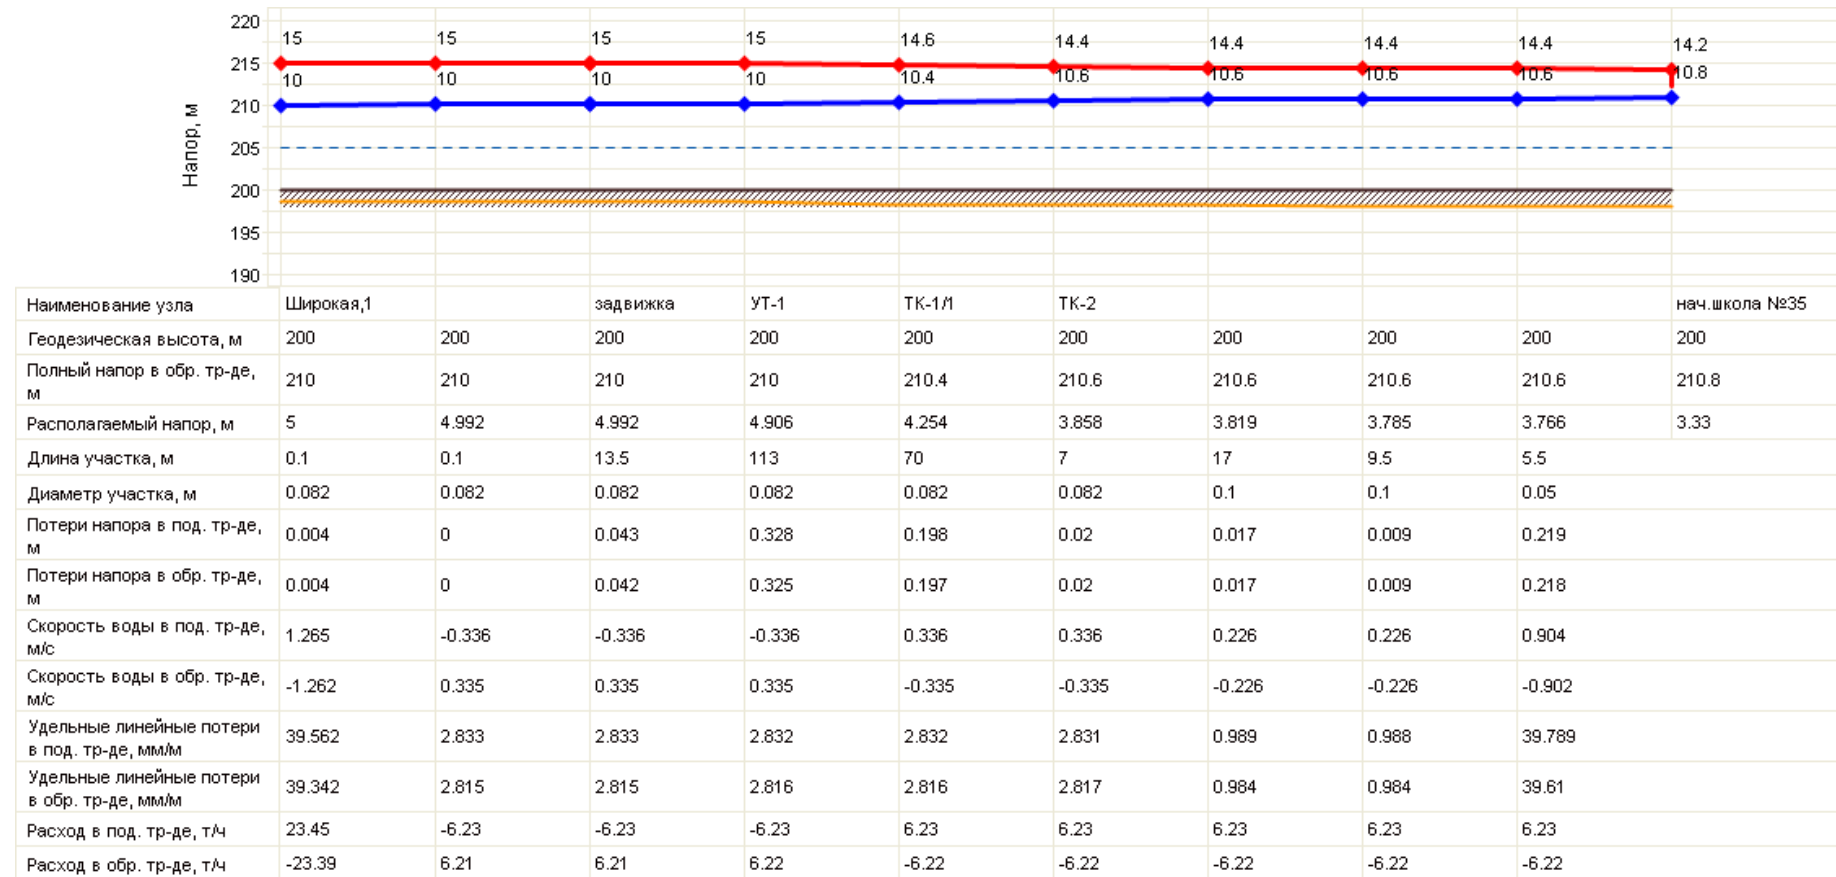 220
15 15 15 15 14.6 14.4 14.4 14.4 14.4 14.2
215
10 10 10 10 10.4 10.6 10.6 10.6 10.6 10.8
210
Напор, м
205
200
195
190
Наименование узла Широкая,1 задвижка УТ-1 ТК-1/1 ТК-2 нач.школа №35
Геодезическая высота, м 200 200 200 200 200 200 200 200 200 200
Полный напор в обр. тр-де,
м 210 210 210 210 210.4 210.6 210.6 210.6 210.6 210.8
Располагаемый напор, м 5 4.992 4.992 4.906 4.254 3.858 3.819 3.785 3.766 3.33
Длина участка, м 0.1 0.1 13.5 113 70 7 17 9.5 5.5
Диаметр участка, м 0.082 0.082 0.082 0.082 0.082 0.082 0.1 0.1 0.05
Потери напора в под. тр-де,
м 0.004 0 0.043 0.328 0.198 0.02 0.017 0.009 0.219
Потери напора в обр. тр-де,
м 0.004 0 0.042 0.325 0.197 0.02 0.017 0.009 0.218
Скорость воды в под. тр-де,
м/с 1.265 -0.336 -0.336 -0.336 0.336 0.336 0.226 0.226 0.904
Скорость воды в обр. тр-де,
м/с -1.262 0.335 0.335 0.335 -0.335 -0.335 -0.226 -0.226 -0.902
Удельные линейные потери
в под. тр-де, мм/м 39.562 2.833 2.833 2.832 2.832 2.831 0.989 0.988 39.789
Удельные линейные потери
в обр. тр-де, мм/м 39.342 2.815 2.815 2.816 2.816 2.817 0.984 0.984 39.61
Расход в под. тр-де, т/ч 23.45 -6.23 -6.23 -6.23 6.23 6.23 6.23 6.23 6.23
Расход в обр. тр-де, т/ч -23.39 6.21 6.21 6.22 -6.22 -6.22 -6.22 -6.22 -6.22